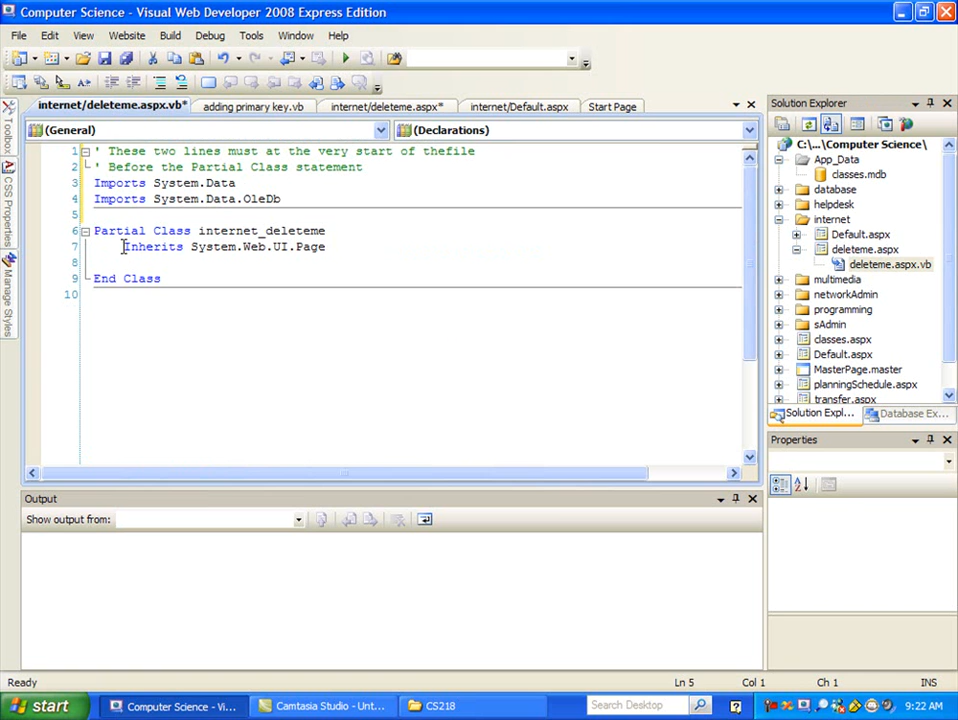 Computer Science - Visual Web Developer 2008 Express Edition
File Edit View Website Build Debug Tools Window Help
internet/deleteme.aspx.vb* adding primary key.vb internet/deleteme.aspx* internet/Default.aspx Start Page
(General) (Declarations)
1 ' These two lines must at the very start of thefile
2 ' Before the Partial Class statement
3 Imports System.Data
4 Imports System.Data.OleDb
5
6 Partial Class internet_deleteme
7 Inherits System.Web.UI.Page
8
9 End Class
10
Toolbox
CSS Properties
Manage Styles
Solution Explorer
C:\...\Computer Science\
App_Data
classes.mdb
database
helpdesk
internet
Default.aspx
deleteme.aspx
deleteme.aspx.vb
multimedia
networkAdmin
programming
sAdmin
classes.aspx
Default.aspx
MasterPage.master
planningSchedule.aspx
transfer.aspx
Solution Expl... Database Ex...
Properties
Output
Show output from:
Ready Ln 5 Col 1 Ch 1 INS
start Computer Science - Vi... Camtasia Studio - Unt... CS218 Search Desktop 9:22 AM